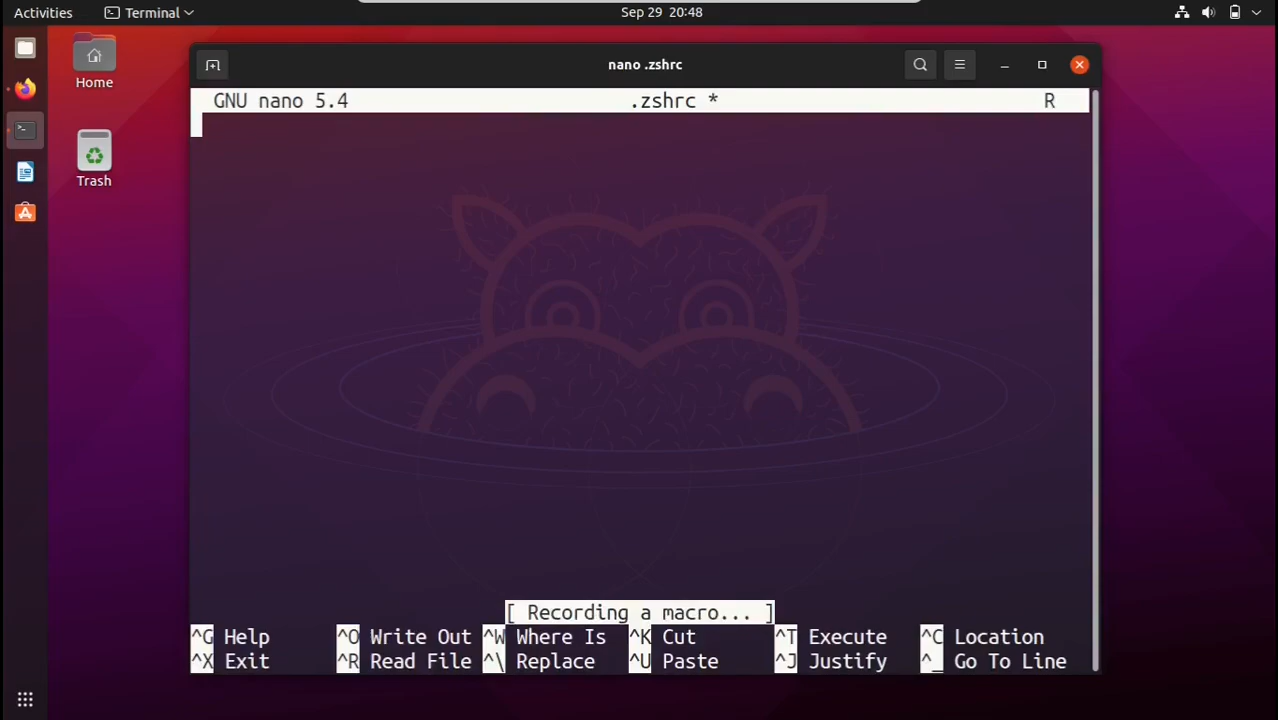 Activities Terminal Sep 29 20:48
Home
Trash
nano .zshrc
GNU nano 5.4 .zshrc * R
[ Recording a macro... ]
^G Help ^O Write Out ^W Where Is ^K Cut ^T Execute ^C Location
^X Exit ^R Read File ^\ Replace ^U Paste ^J Justify ^_ Go To Line